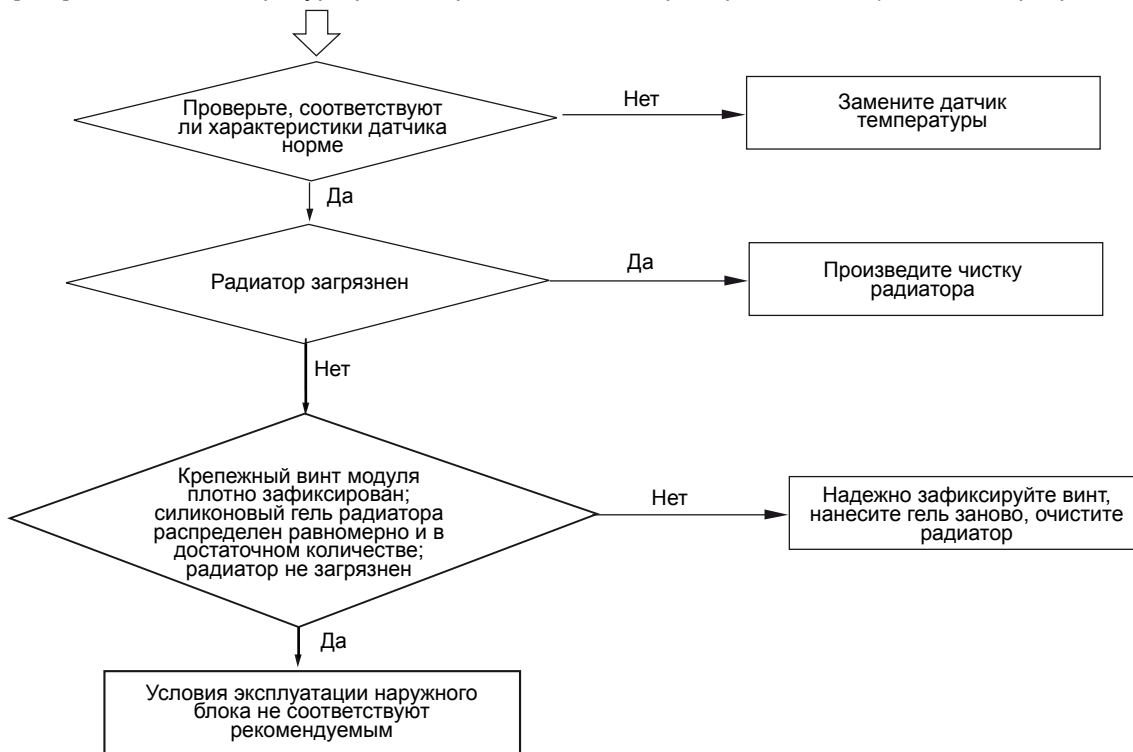 Проверьте, соответствуют
ли характеристики датчика
норме
Нет
Замените датчик
температуры
Да
Радиатор загрязнен
Да
Произведите чистку
радиатора
Нет
Крепежный винт модуля
плотно зафиксирован;
силиконовый гель радиатора
распределен равномерно и в
достаточном количестве;
радиатор не загрязнен
Нет
Надежно зафиксируйте винт,
нанесите гель заново, очистите
радиатор
Да
Условия эксплуатации наружного
блока не соответствуют
рекомендуемым